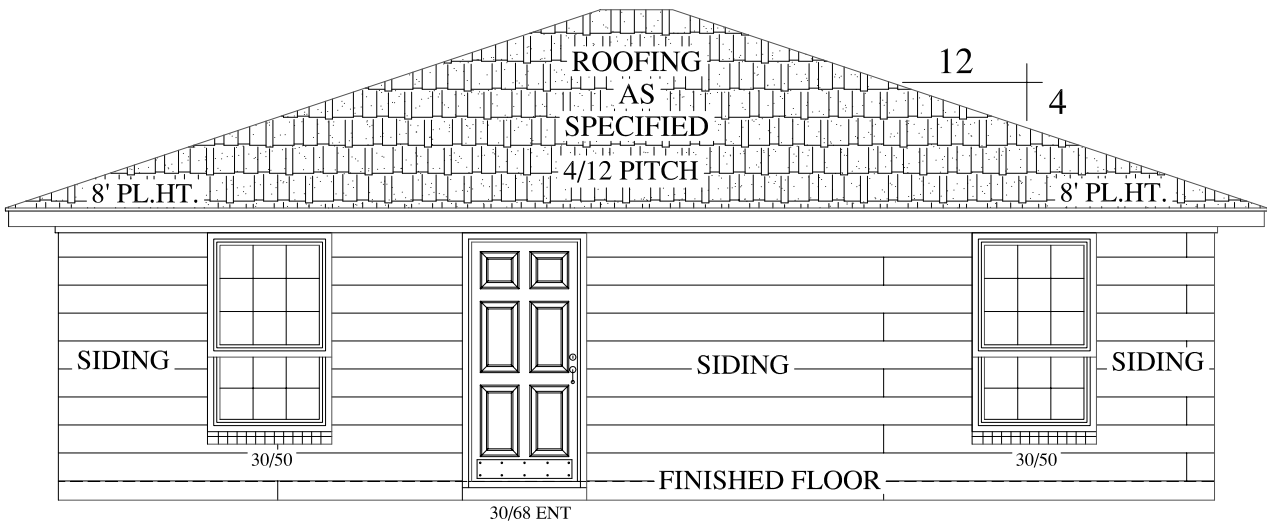 ROOFING
AS
SPECIFIED
4/12 PITCH
12
4
8' PL.HT.
8' PL.HT.
SIDING
SIDING
SIDING
30/50
30/50
FINISHED FLOOR
30/68 ENT